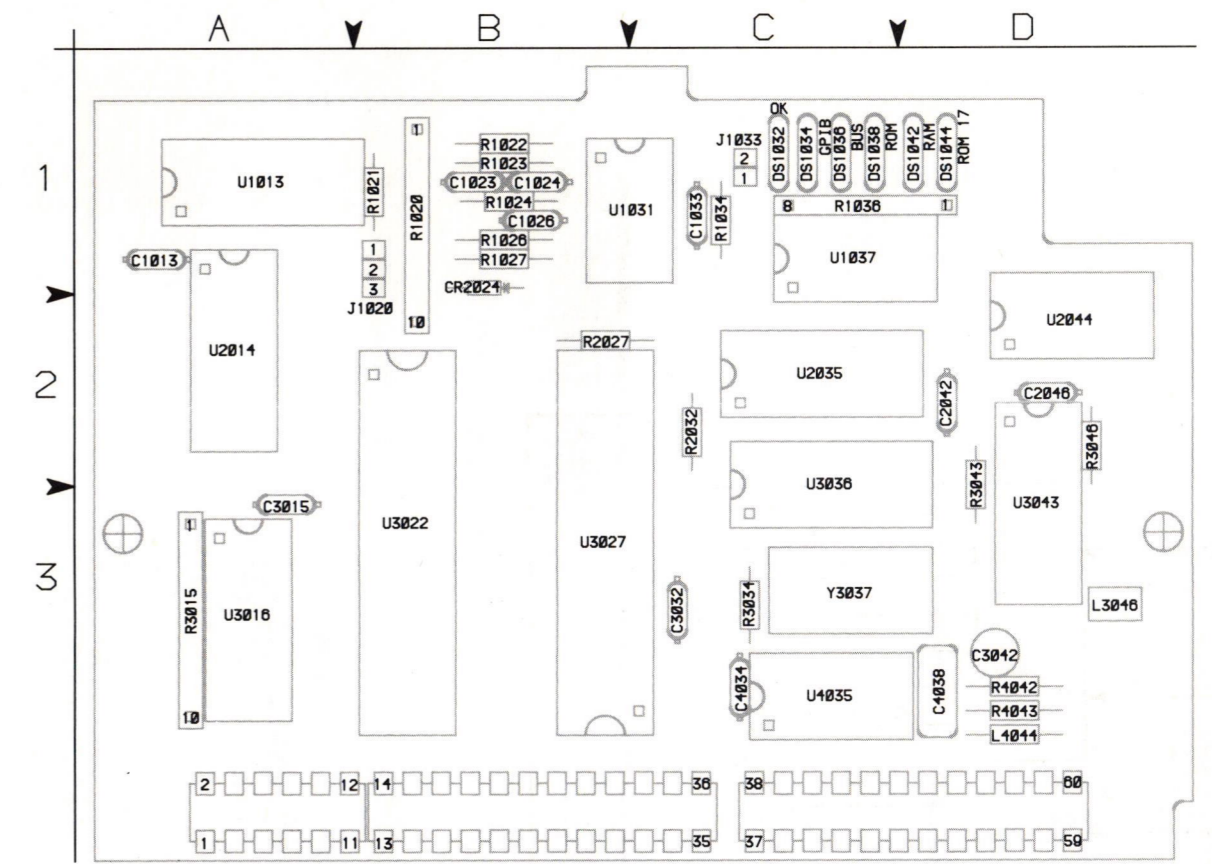 A B C D
1
2
3
OK
DS1032
DS1034
GPIB
DS1036
BUS
DS1038
ROM
DS1042
RAM
DS1044
ROM 17
J1033
2
1
U1013
R1021
1
R1020
10
R1022
R1023
C1023
C1024
R1024
C1026
R1026
R1027
CR2024
U1031
C1033
R1034
8 R1036 1
U1037
C1013
1
2
3
J1020
U2014
R2027
U2035
U2044
C2042
C2046
R2032
R3046
R3043
U3036
U3043
C3015
U3022
U3027
1
R3015
10
U3016
C3032
R3034
Y3037
L3046
C3042
C4034
U4035
C4038
R4042
R4043
L4044
2 12 14 36 38 60
1 11 13 35 37 59